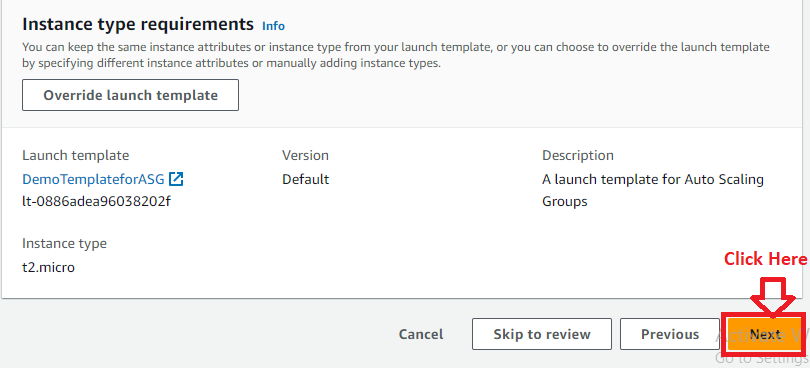 Instance type requirements Info
You can keep the same instance attributes or instance type from your launch template, or you can choose to override the launch template
by specifying different instance attributes or manually adding instance types.
Override launch template
Launch template
DemoTemplateforASG
lt-0886adea96038202f
Version
Default
Description
A launch template for Auto Scaling
Groups
Instance type
t2.micro
Click Here
Cancel
Skip to review
Previous
Next
Go to Settings